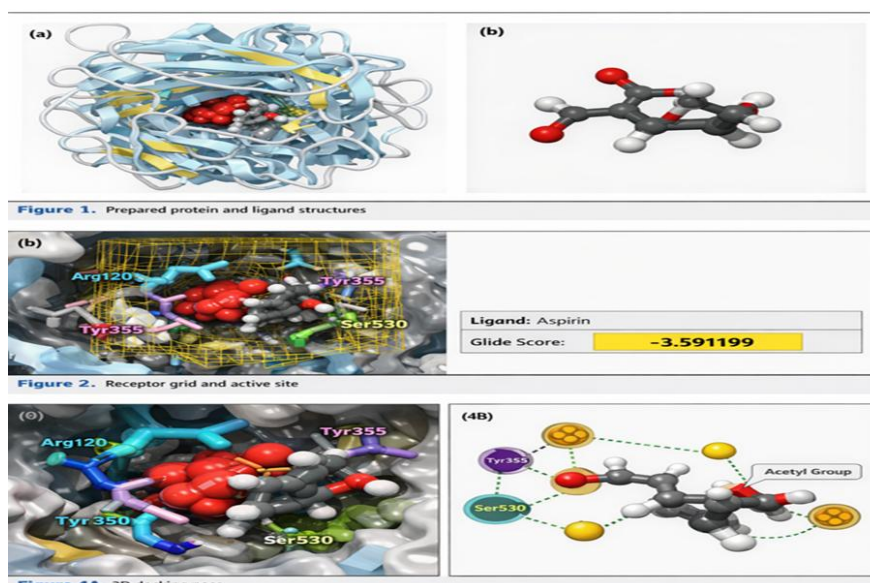 (a)
(b)
Figure 1. Prepared protein and ligand structures
(b)
Arg120
Tyr355
Tyr355
Ser530
Ligand: Aspirin
Glide Score: -3.591199
Figure 2. Receptor grid and active site
Arg120
Tyr355
Tyr 350
Ser530
(4B)
Tyr355
Ser530
Acetyl Group